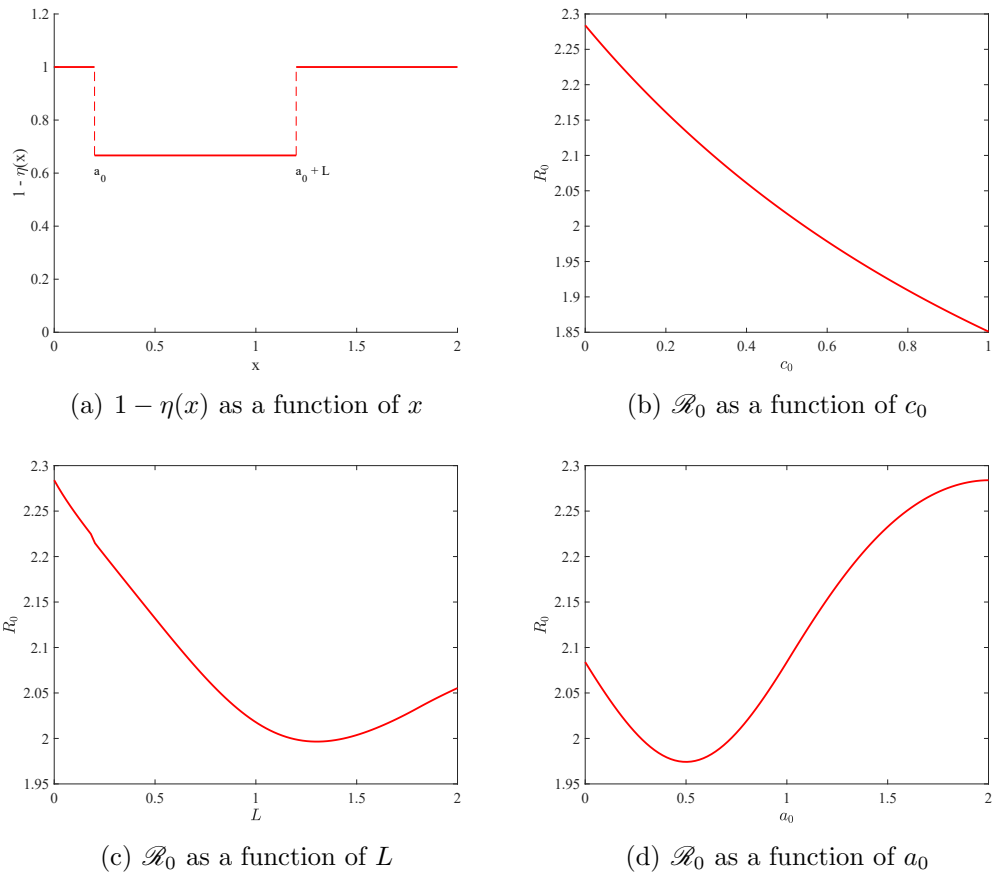 1.2
1
0.8
0.6
0.4
0.2
0
1 - η(x)
a₀
a₀ + L
0 0.5 1 1.5 2
x
(a) 1 − η(x) as a function of x
2.3
2.25
2.2
2.15
2.1
2.05
2
1.95
1.9
1.85
R₀
0 0.2 0.4 0.6 0.8 1
c₀
(b) ℛ₀ as a function of c₀
2.3
2.25
2.2
2.15
2.1
2.05
2
1.95
R₀
0 0.5 1 1.5 2
L
(c) ℛ₀ as a function of L
2.3
2.25
2.2
2.15
2.1
2.05
2
1.95
R₀
0 0.5 1 1.5 2
a₀
(d) ℛ₀ as a function of a₀